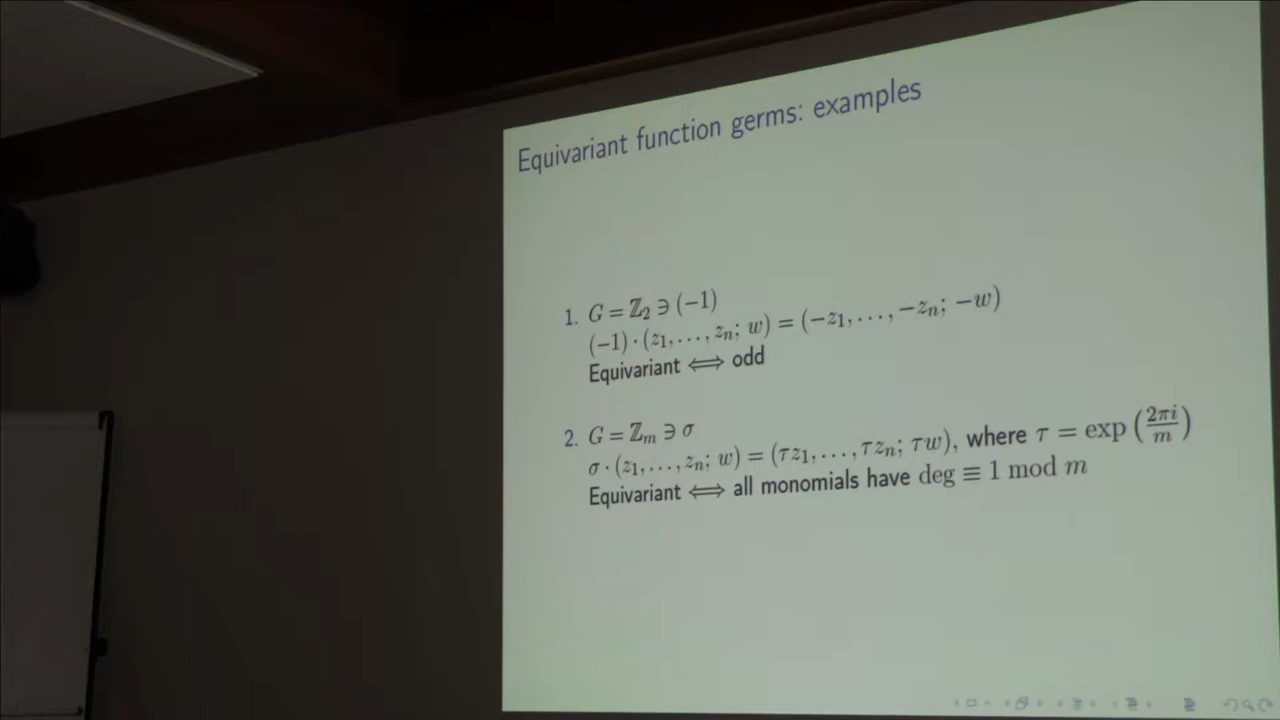 Equivariant function germs: examples
1. G = ℤ₂ ∋ (−1)
(−1) · (z₁, . . . , zₙ; w) = (−z₁, . . . , −zₙ; −w)
Equivariant ⟺ odd
2. G = ℤₘ ∋ σ
σ · (z₁, . . . , zₙ; w) = (τz₁, . . . , τzₙ; τw), where τ = exp (2πi/m)
Equivariant ⟺ all monomials have deg ≡ 1 mod m